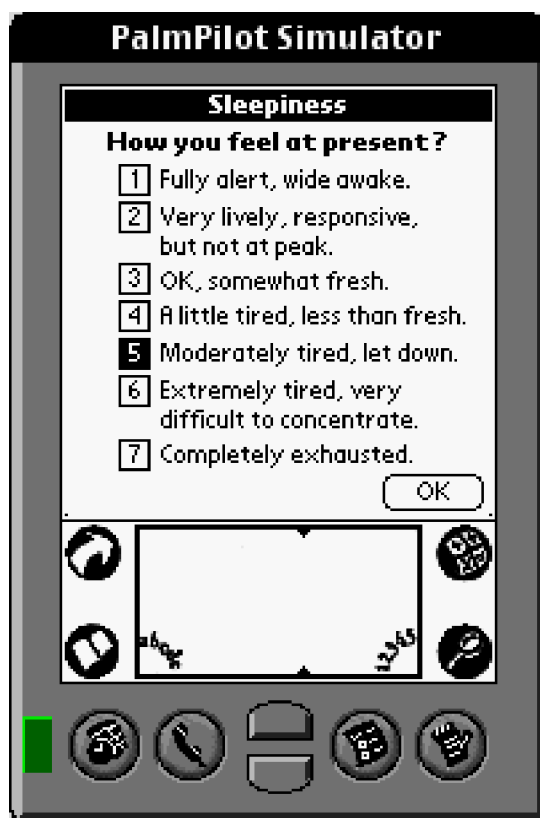 PalmPilot Simulator
Sleepiness
How you feel at present?
1 Fully alert, wide awake.
2 Very lively, responsive,
but not at peak.
3 OK, somewhat fresh.
4 A little tired, less than fresh.
5 Moderately tired, let down.
6 Extremely tired, very
difficult to concentrate.
7 Completely exhausted.
OK
abcde
12345